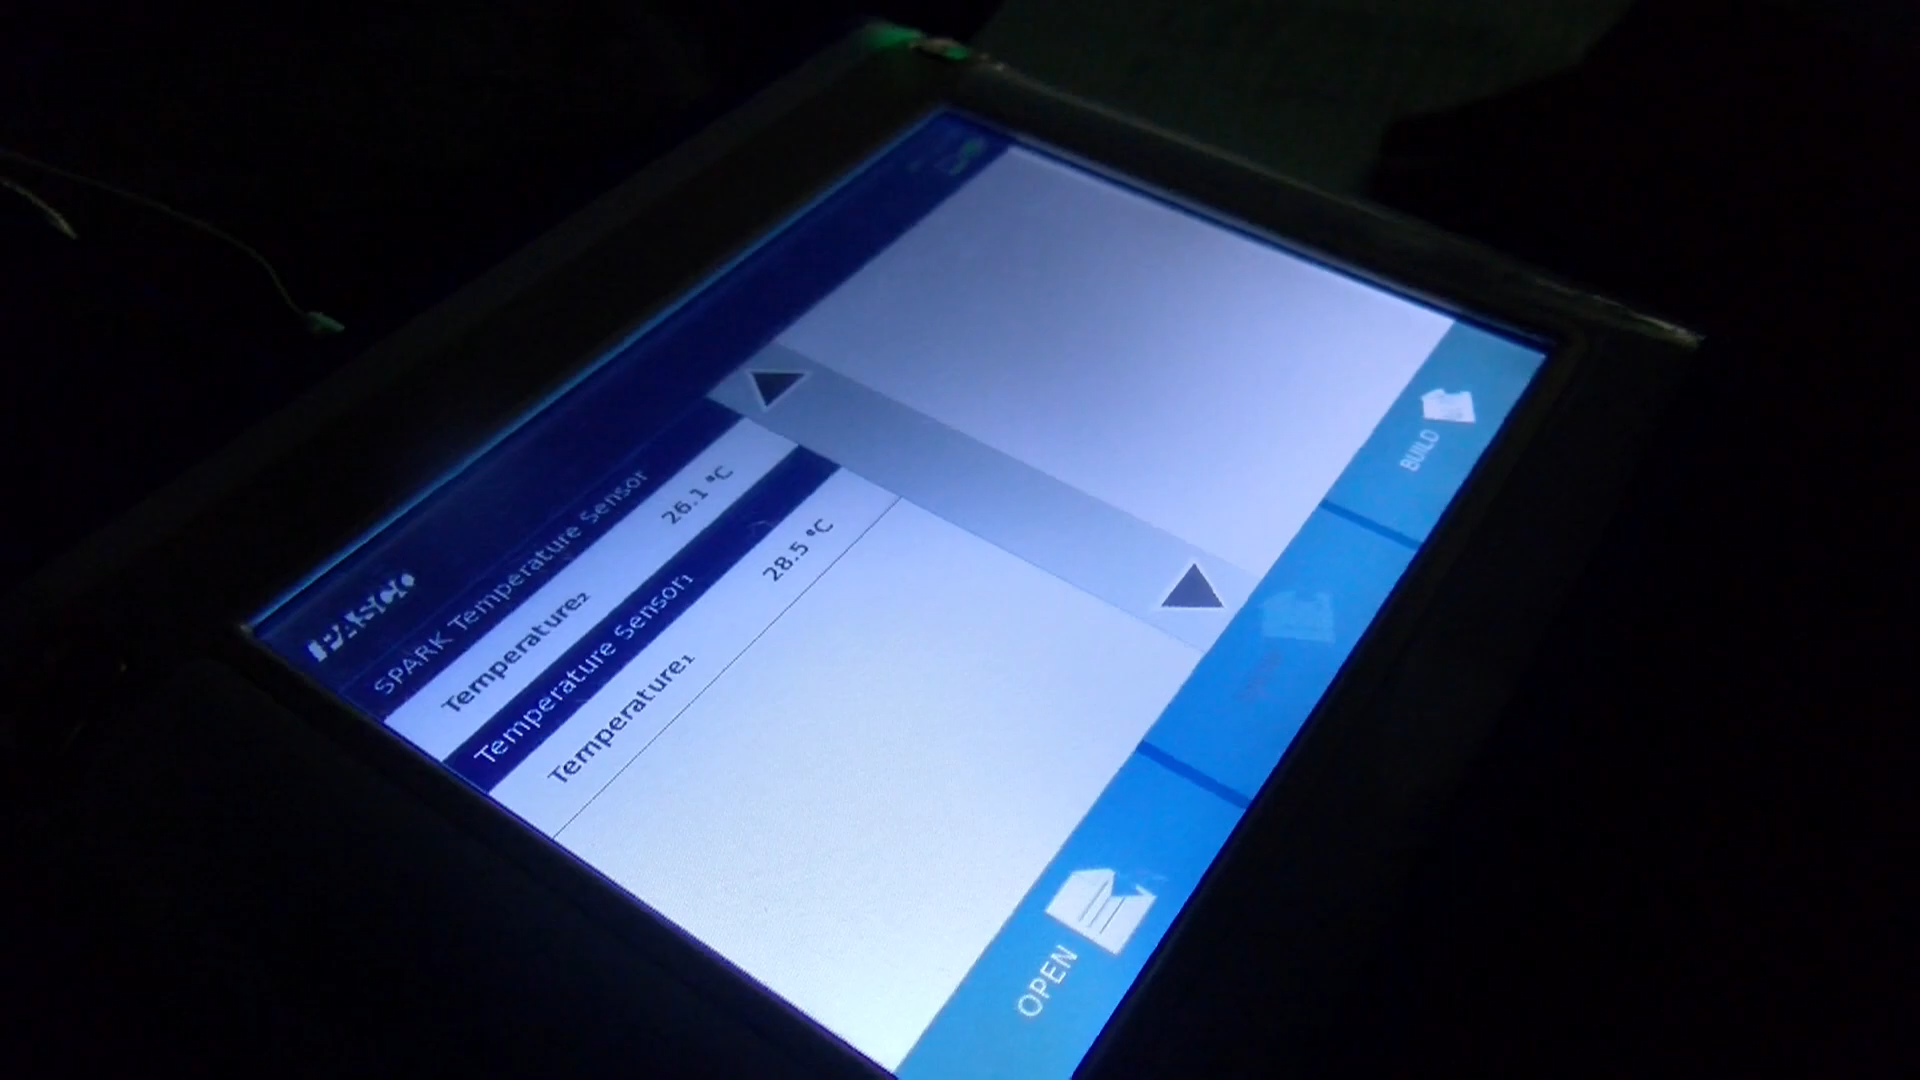 PASCO
SPARK Temperature Sensor
Temperature₂ 26.1 °C
Temperature Sensor₁
Temperature₁ 28.5 °C
OPEN
BUILD